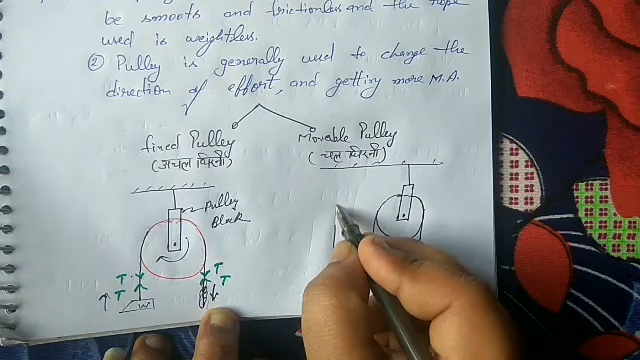 be smooth and frictionless and the rope
used is weightless.
② Pulley is generally used to change the
direction of effort, and getting more M.A.
fixed Pulley
(अचल घिरनी)
Movable Pulley
(चल घिरनी)
Pulley
Block
T T
T T
W